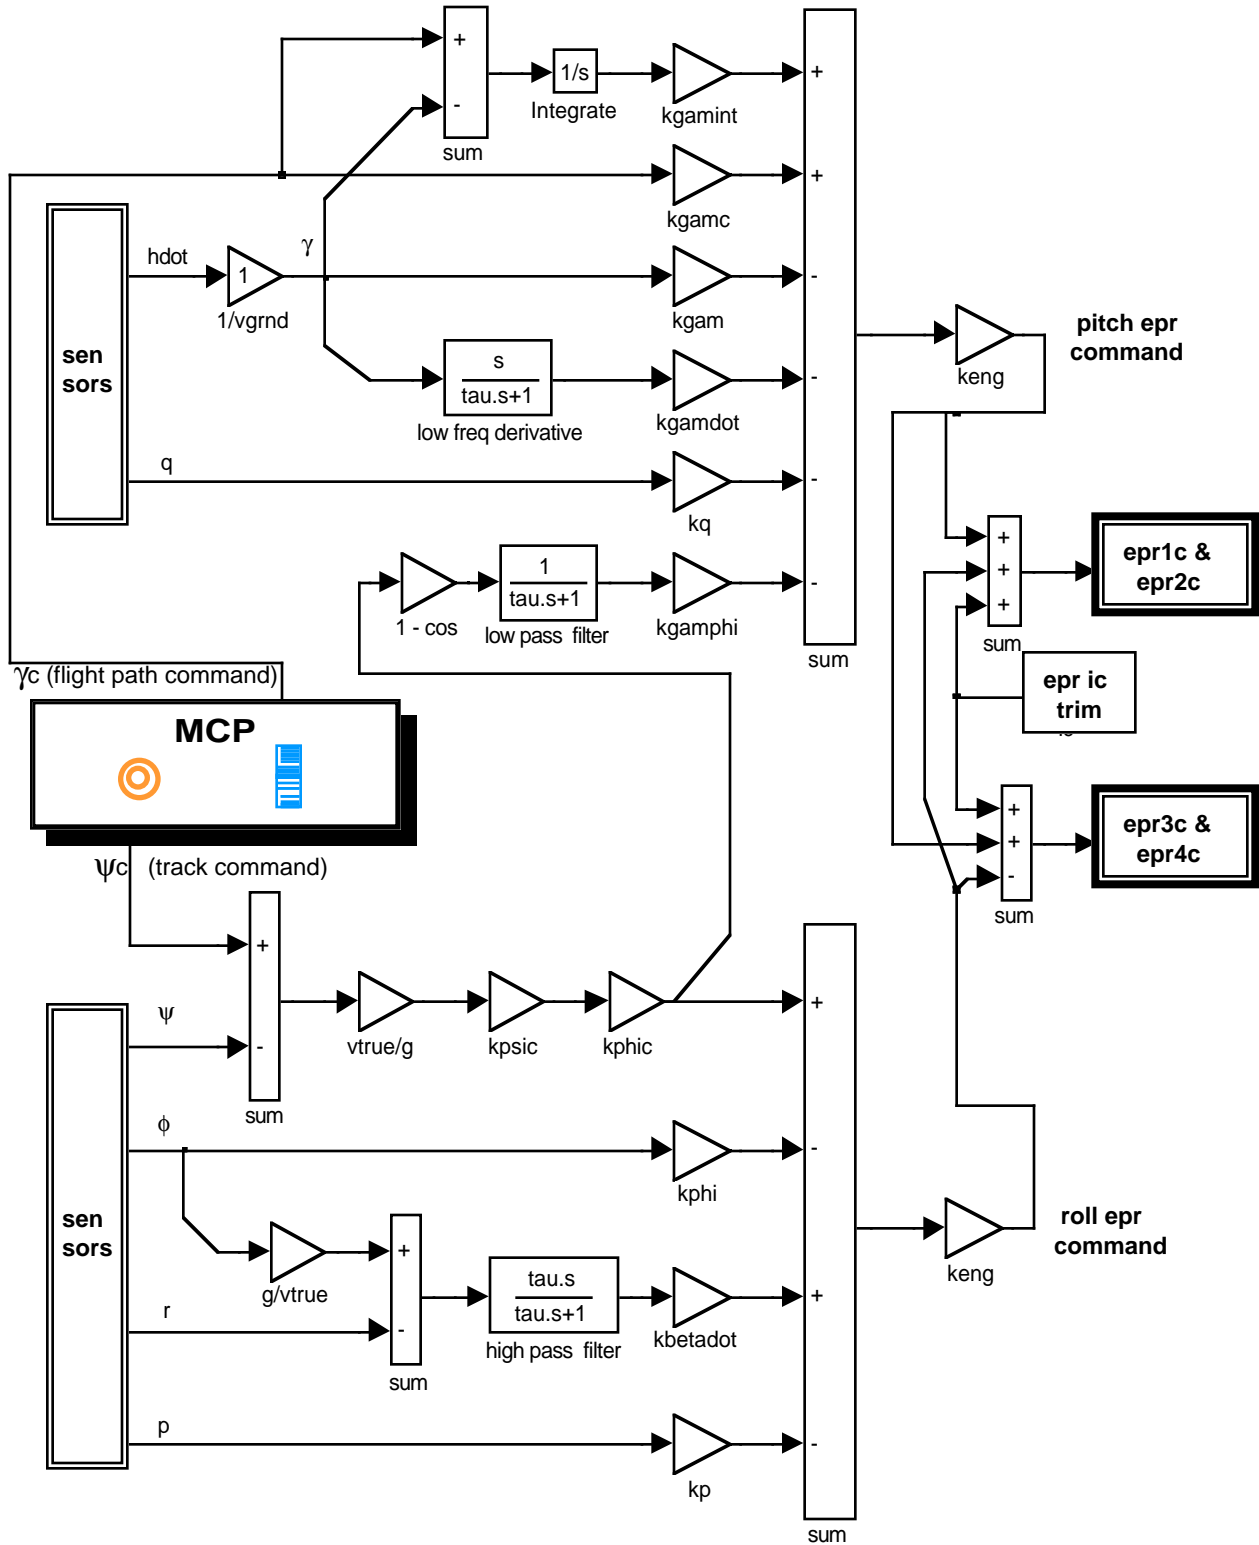 +
-
sum
1/s
Integrate
kgamint
+
kgamc
+
sen
sors
hdot
1
1/vgrnd
γ
kgam
-
s
tau.s+1
low freq derivative
kgamdot
-
q
kq
-
1 - cos
1
tau.s+1
low pass filter
kgamphi
-
sum
keng
pitch epr
command
+
+
+
sum
epr1c &
epr2c
epr ic
trim
+
+
-
sum
epr3c &
epr4c
γc (flight path command)
MCP
ψc (track command)
+
-
sum
sen
sors
ψ
vtrue/g
kpsic
kphic
+
ϕ
kphi
-
g/vtrue
r
+
-
sum
tau.s
tau.s+1
high pass filter
kbetadot
+
p
kp
-
sum
keng
roll epr
command